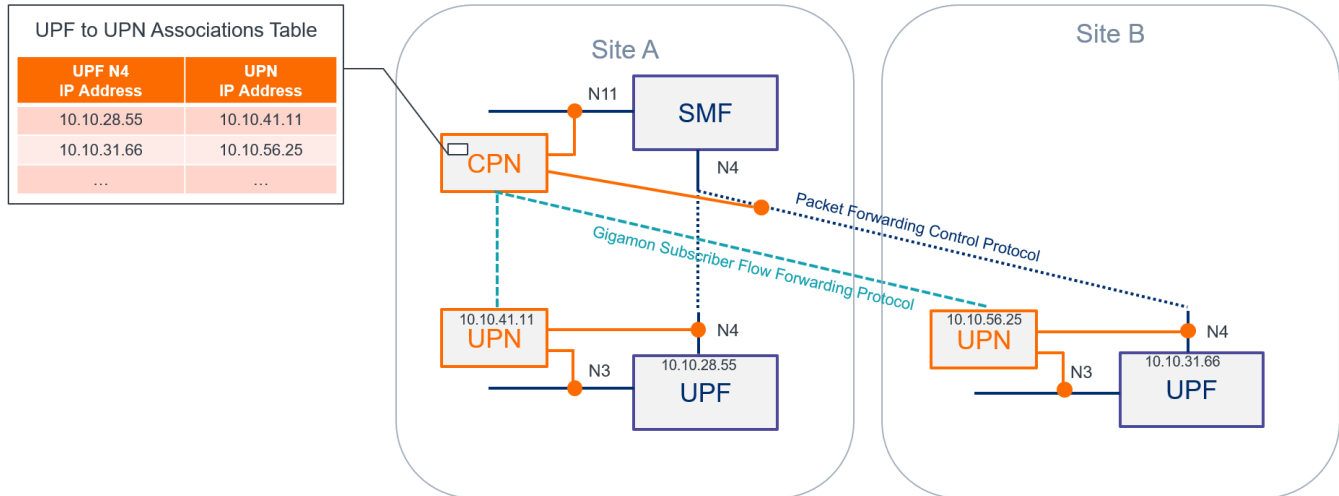 UPF to UPN Associations Table
UPF N4
IP Address
UPN
IP Address
10.10.28.55
10.10.41.11
10.10.31.66
10.10.56.25
…
…
Site A
N11
SMF
CPN
N4
Packet Forwarding Control Protocol
Gigamon Subscriber Flow Forwarding Protocol
10.10.41.11
UPN
N4
N3
10.10.28.55
UPF
Site B
10.10.56.25
UPN
N4
N3
10.10.31.66
UPF